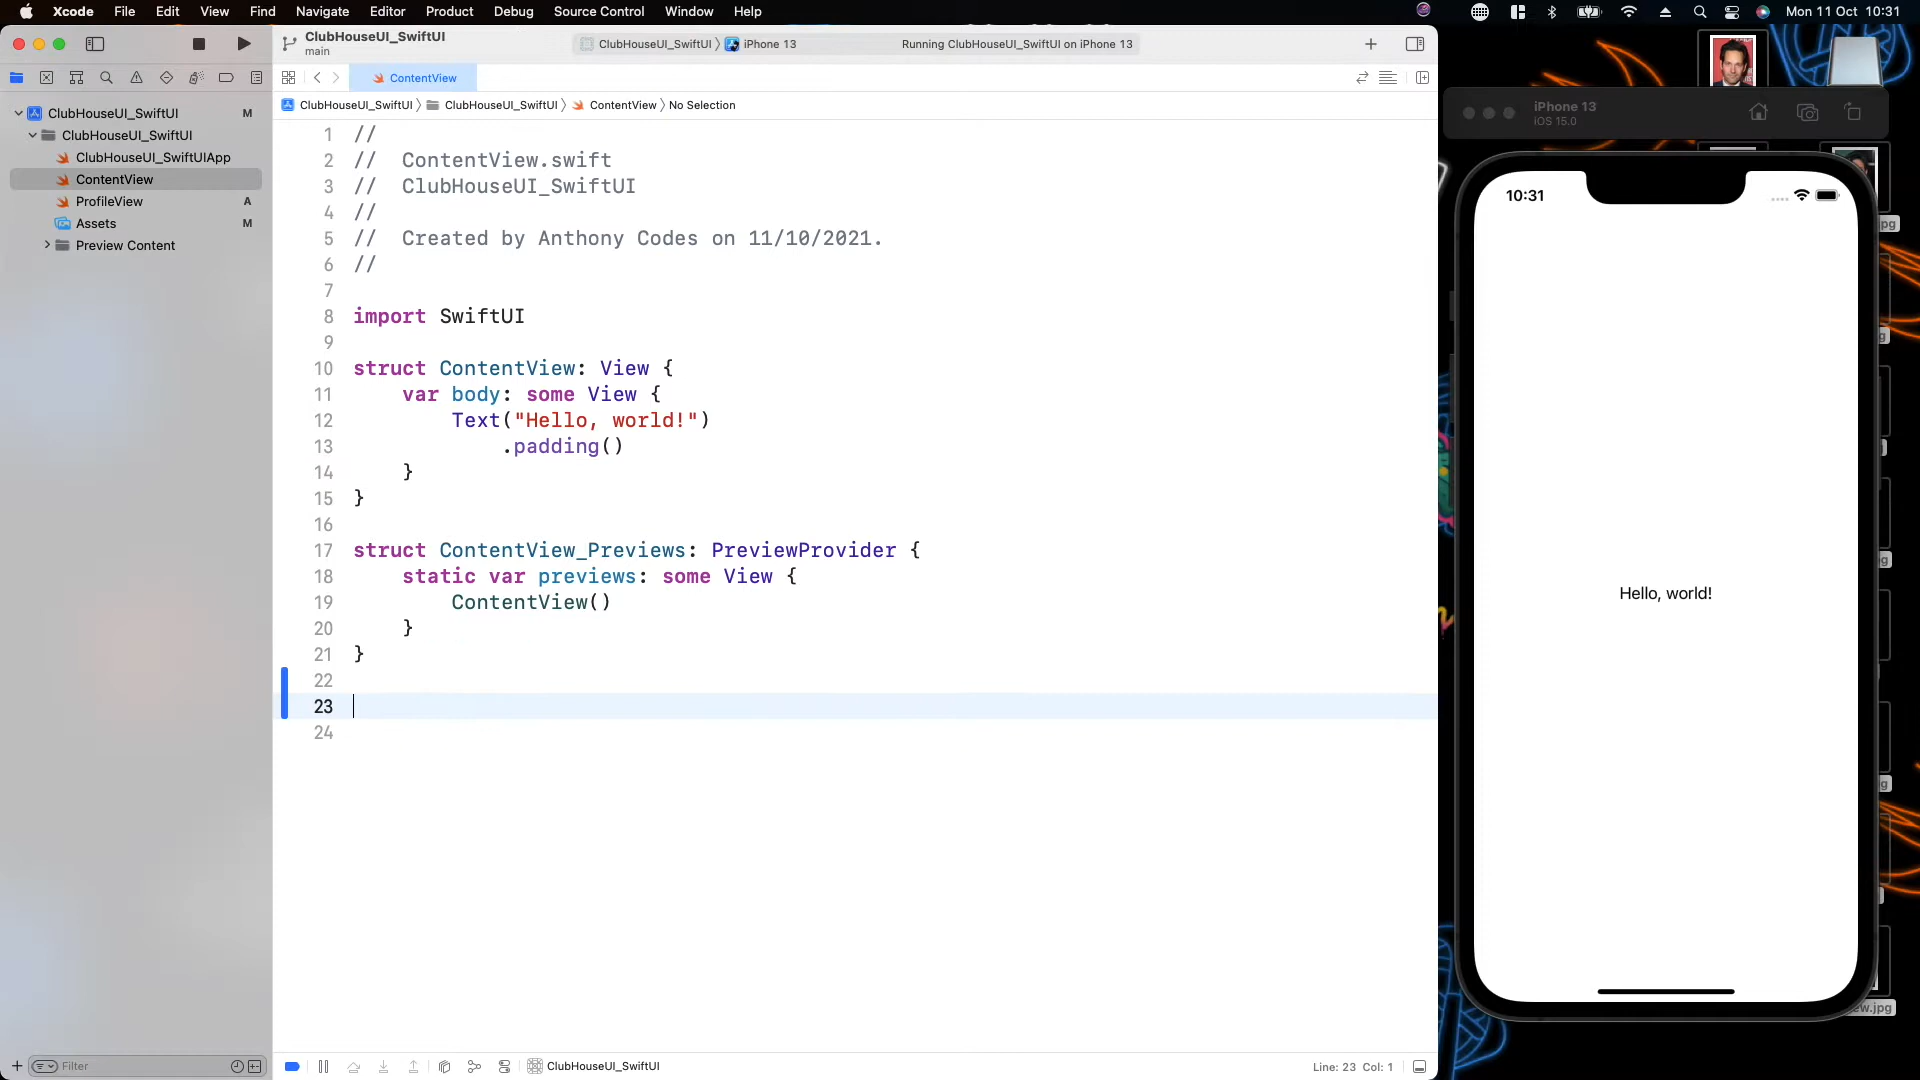 Xcode File Edit View Find Navigate Editor Product Debug Source Control Window Help Mon 11 Oct 10:31
ClubHouseUI_SwiftUI
main
ClubHouseUI_SwiftUI iPhone 13 Running ClubHouseUI_SwiftUI on iPhone 13
ContentView
ClubHouseUI_SwiftUI ClubHouseUI_SwiftUI ContentView No Selection
ClubHouseUI_SwiftUI M
ClubHouseUI_SwiftUI
ClubHouseUI_SwiftUIApp
ContentView
ProfileView A
Assets M
Preview Content
1 //
2 //  ContentView.swift
3 //  ClubHouseUI_SwiftUI
4 //
5 //  Created by Anthony Codes on 11/10/2021.
6 //
7
8 import SwiftUI
9
10 struct ContentView: View {
11     var body: some View {
12         Text("Hello, world!")
13             .padding()
14     }
15 }
16
17 struct ContentView_Previews: PreviewProvider {
18     static var previews: some View {
19         ContentView()
20     }
21 }
22
23
24
Filter
ClubHouseUI_SwiftUI
Line: 23 Col: 1
iPhone 13
iOS 15.0
10:31
Hello, world!